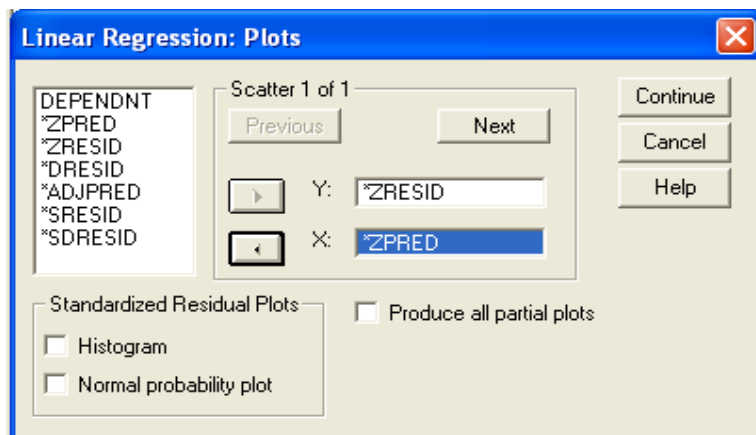 Linear Regression: Plots
DEPENDNT
*ZPRED
*ZRESID
*DRESID
*ADJPRED
*SRESID
*SDRESID
Scatter 1 of 1
Previous
Next
Y:
*ZRESID
X:
*ZPRED
Continue
Cancel
Help
Standardized Residual Plots
Histogram
Normal probability plot
Produce all partial plots